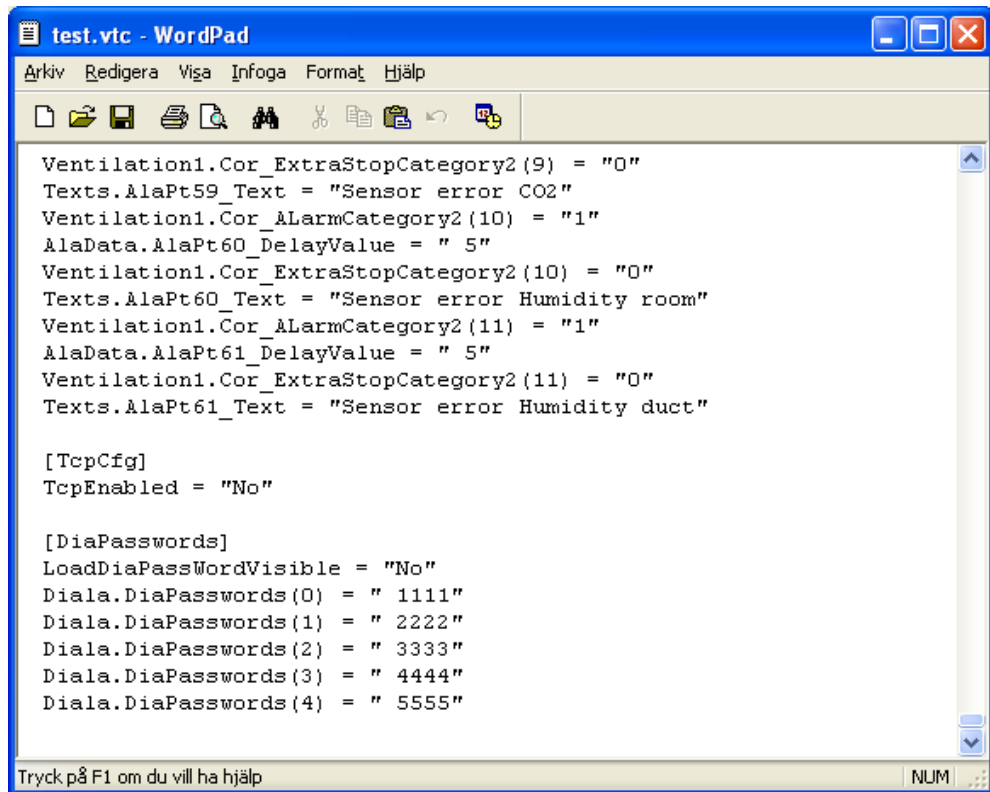 test.vtc - WordPad
Arkiv Redigera Visa Infoga Format Hjälp
Ventilation1.Cor_ExtraStopCategory2(9) = "0"
Texts.AlaPt59_Text = "Sensor error CO2"
Ventilation1.Cor_ALarmCategory2(10) = "1"
AlaData.AlaPt60_DelayValue = " 5"
Ventilation1.Cor_ExtraStopCategory2(10) = "0"
Texts.AlaPt60_Text = "Sensor error Humidity room"
Ventilation1.Cor_ALarmCategory2(11) = "1"
AlaData.AlaPt61_DelayValue = " 5"
Ventilation1.Cor_ExtraStopCategory2(11) = "0"
Texts.AlaPt61_Text = "Sensor error Humidity duct"
[TcpCfg]
TcpEnabled = "No"
[DiaPasswords]
LoadDiaPassWordVisible = "No"
Diala.DiaPasswords(0) = " 1111"
Diala.DiaPasswords(1) = " 2222"
Diala.DiaPasswords(2) = " 3333"
Diala.DiaPasswords(3) = " 4444"
Diala.DiaPasswords(4) = " 5555"
Tryck på F1 om du vill ha hjälp NUM